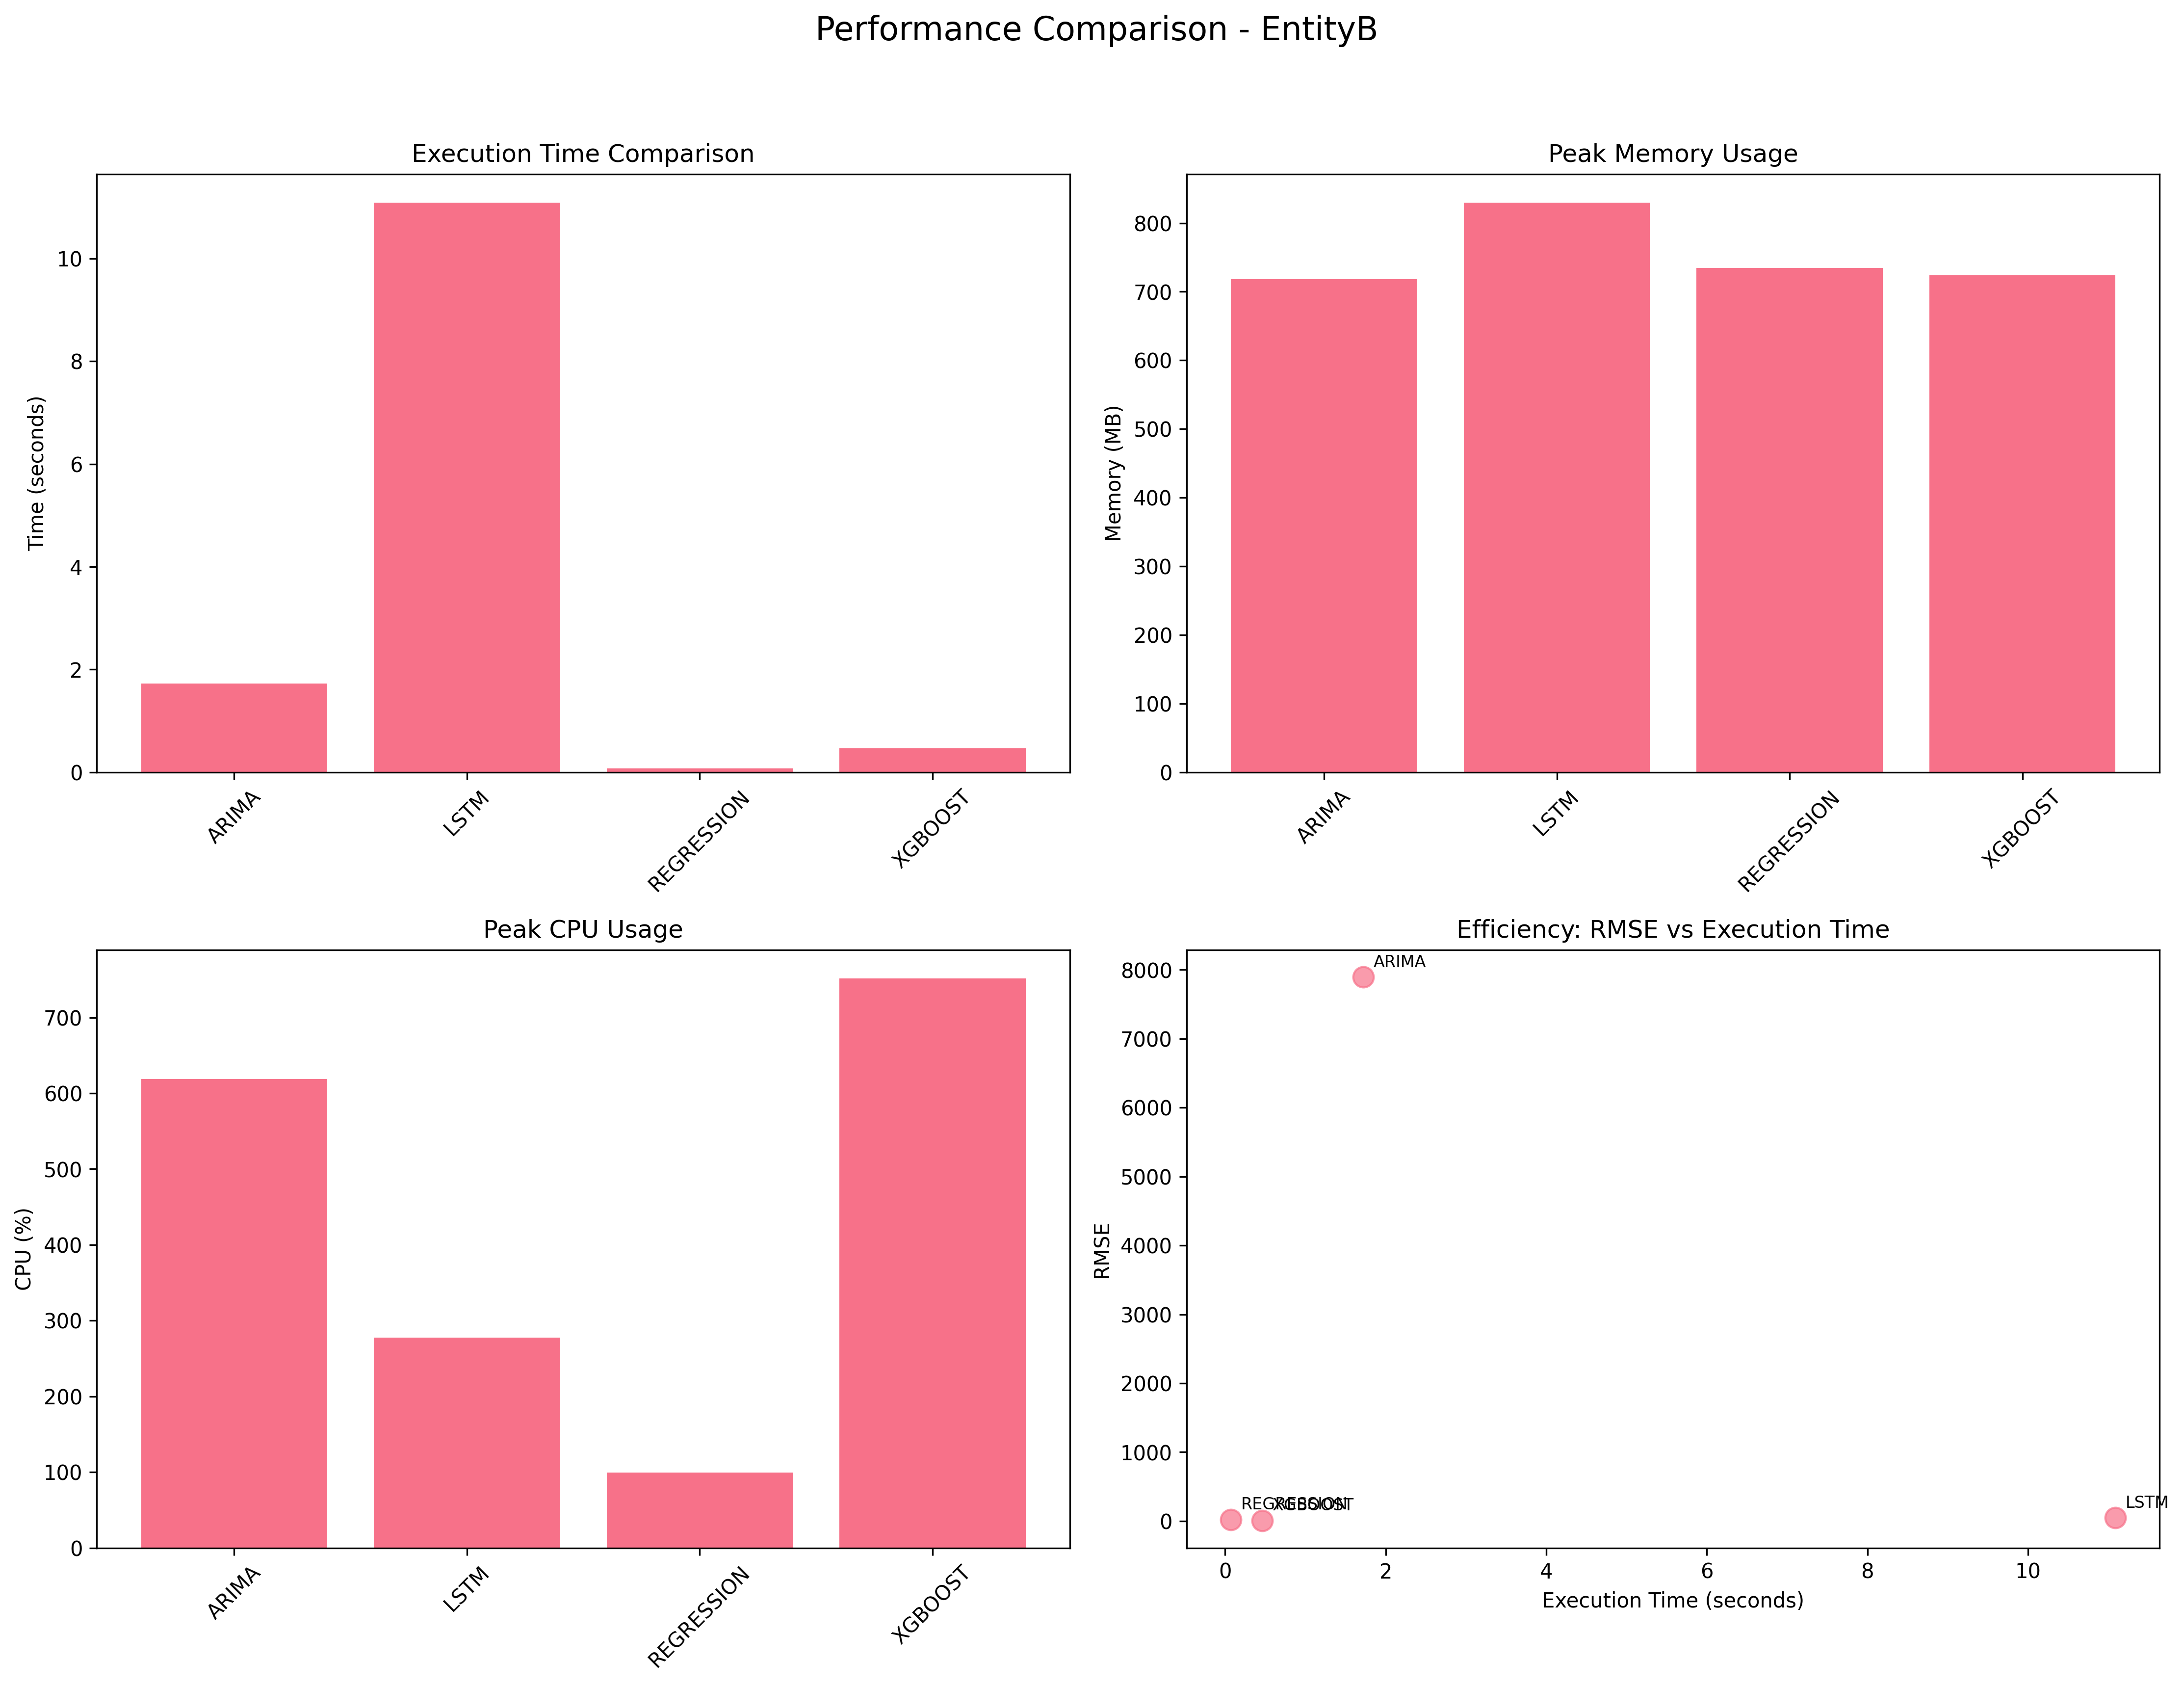 Performance Comparison - EntityB
Execution Time Comparison
Time (seconds)
10
8
6
4
2
0
ARIMA
LSTM
REGRESSION
XGBOOST
Peak Memory Usage
Memory (MB)
800
700
600
500
400
300
200
100
0
ARIMA
LSTM
REGRESSION
XGBOOST
Peak CPU Usage
CPU (%)
700
600
500
400
300
200
100
0
ARIMA
LSTM
REGRESSION
XGBOOST
Efficiency: RMSE vs Execution Time
RMSE
8000
7000
6000
5000
4000
3000
2000
1000
0
ARIMA
REGRESSION
XGBOOST
LSTM
0 2 4 6 8 10
Execution Time (seconds)